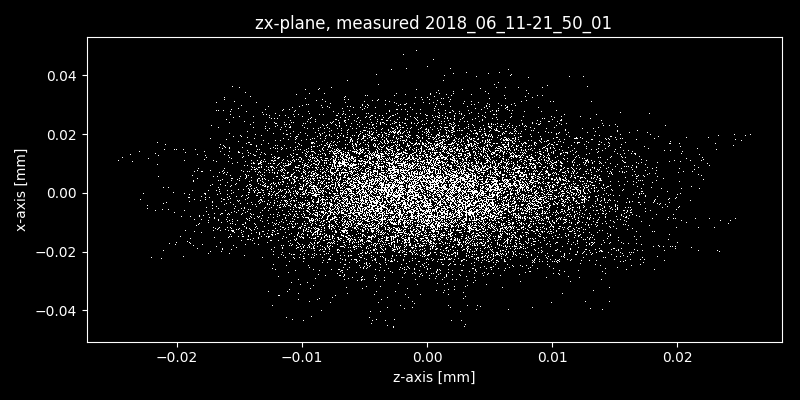 zx-plane, measured 2018_06_11-21_50_01
0.04
0.02
0.00
−0.02
−0.04
x-axis [mm]
−0.02 −0.01 0.00 0.01 0.02
z-axis [mm]